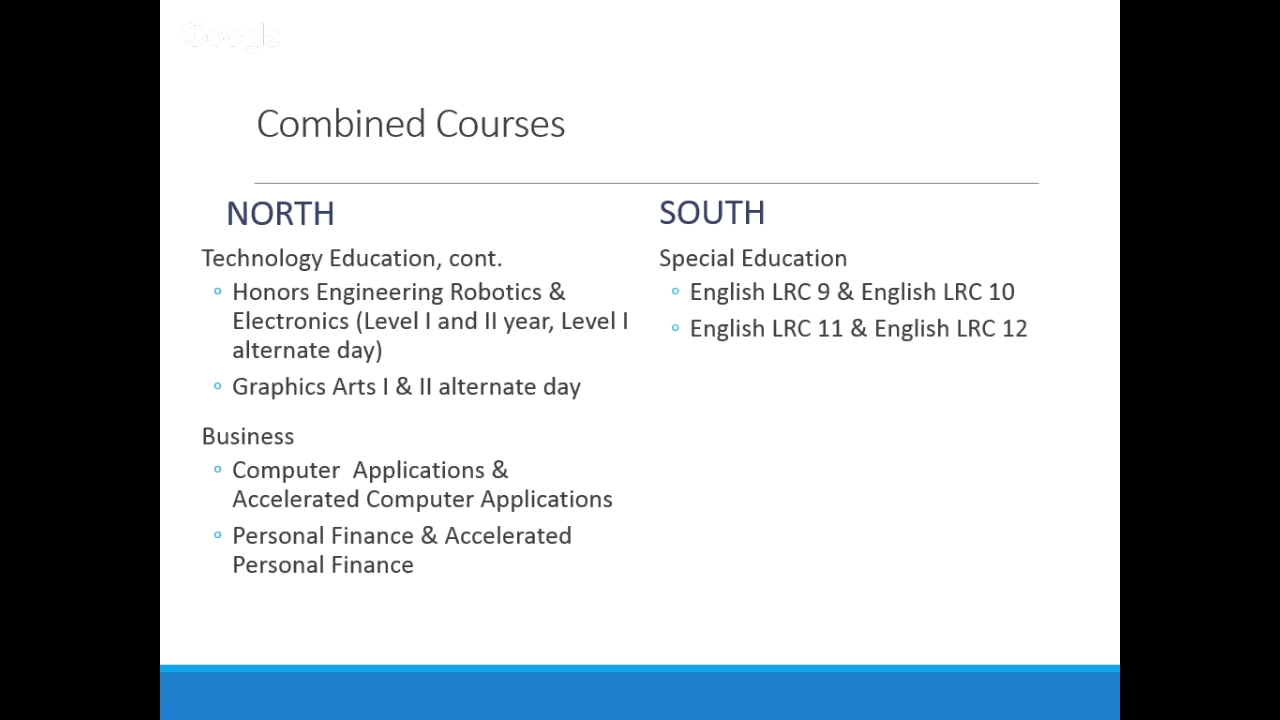 Google
Combined Courses
NORTH
Technology Education, cont.
Honors Engineering Robotics &
Electronics (Level I and II year, Level I
alternate day)
Graphics Arts I & II alternate day
Business
Computer  Applications &
Accelerated Computer Applications
Personal Finance & Accelerated
Personal Finance
SOUTH
Special Education
English LRC 9 & English LRC 10
English LRC 11 & English LRC 12